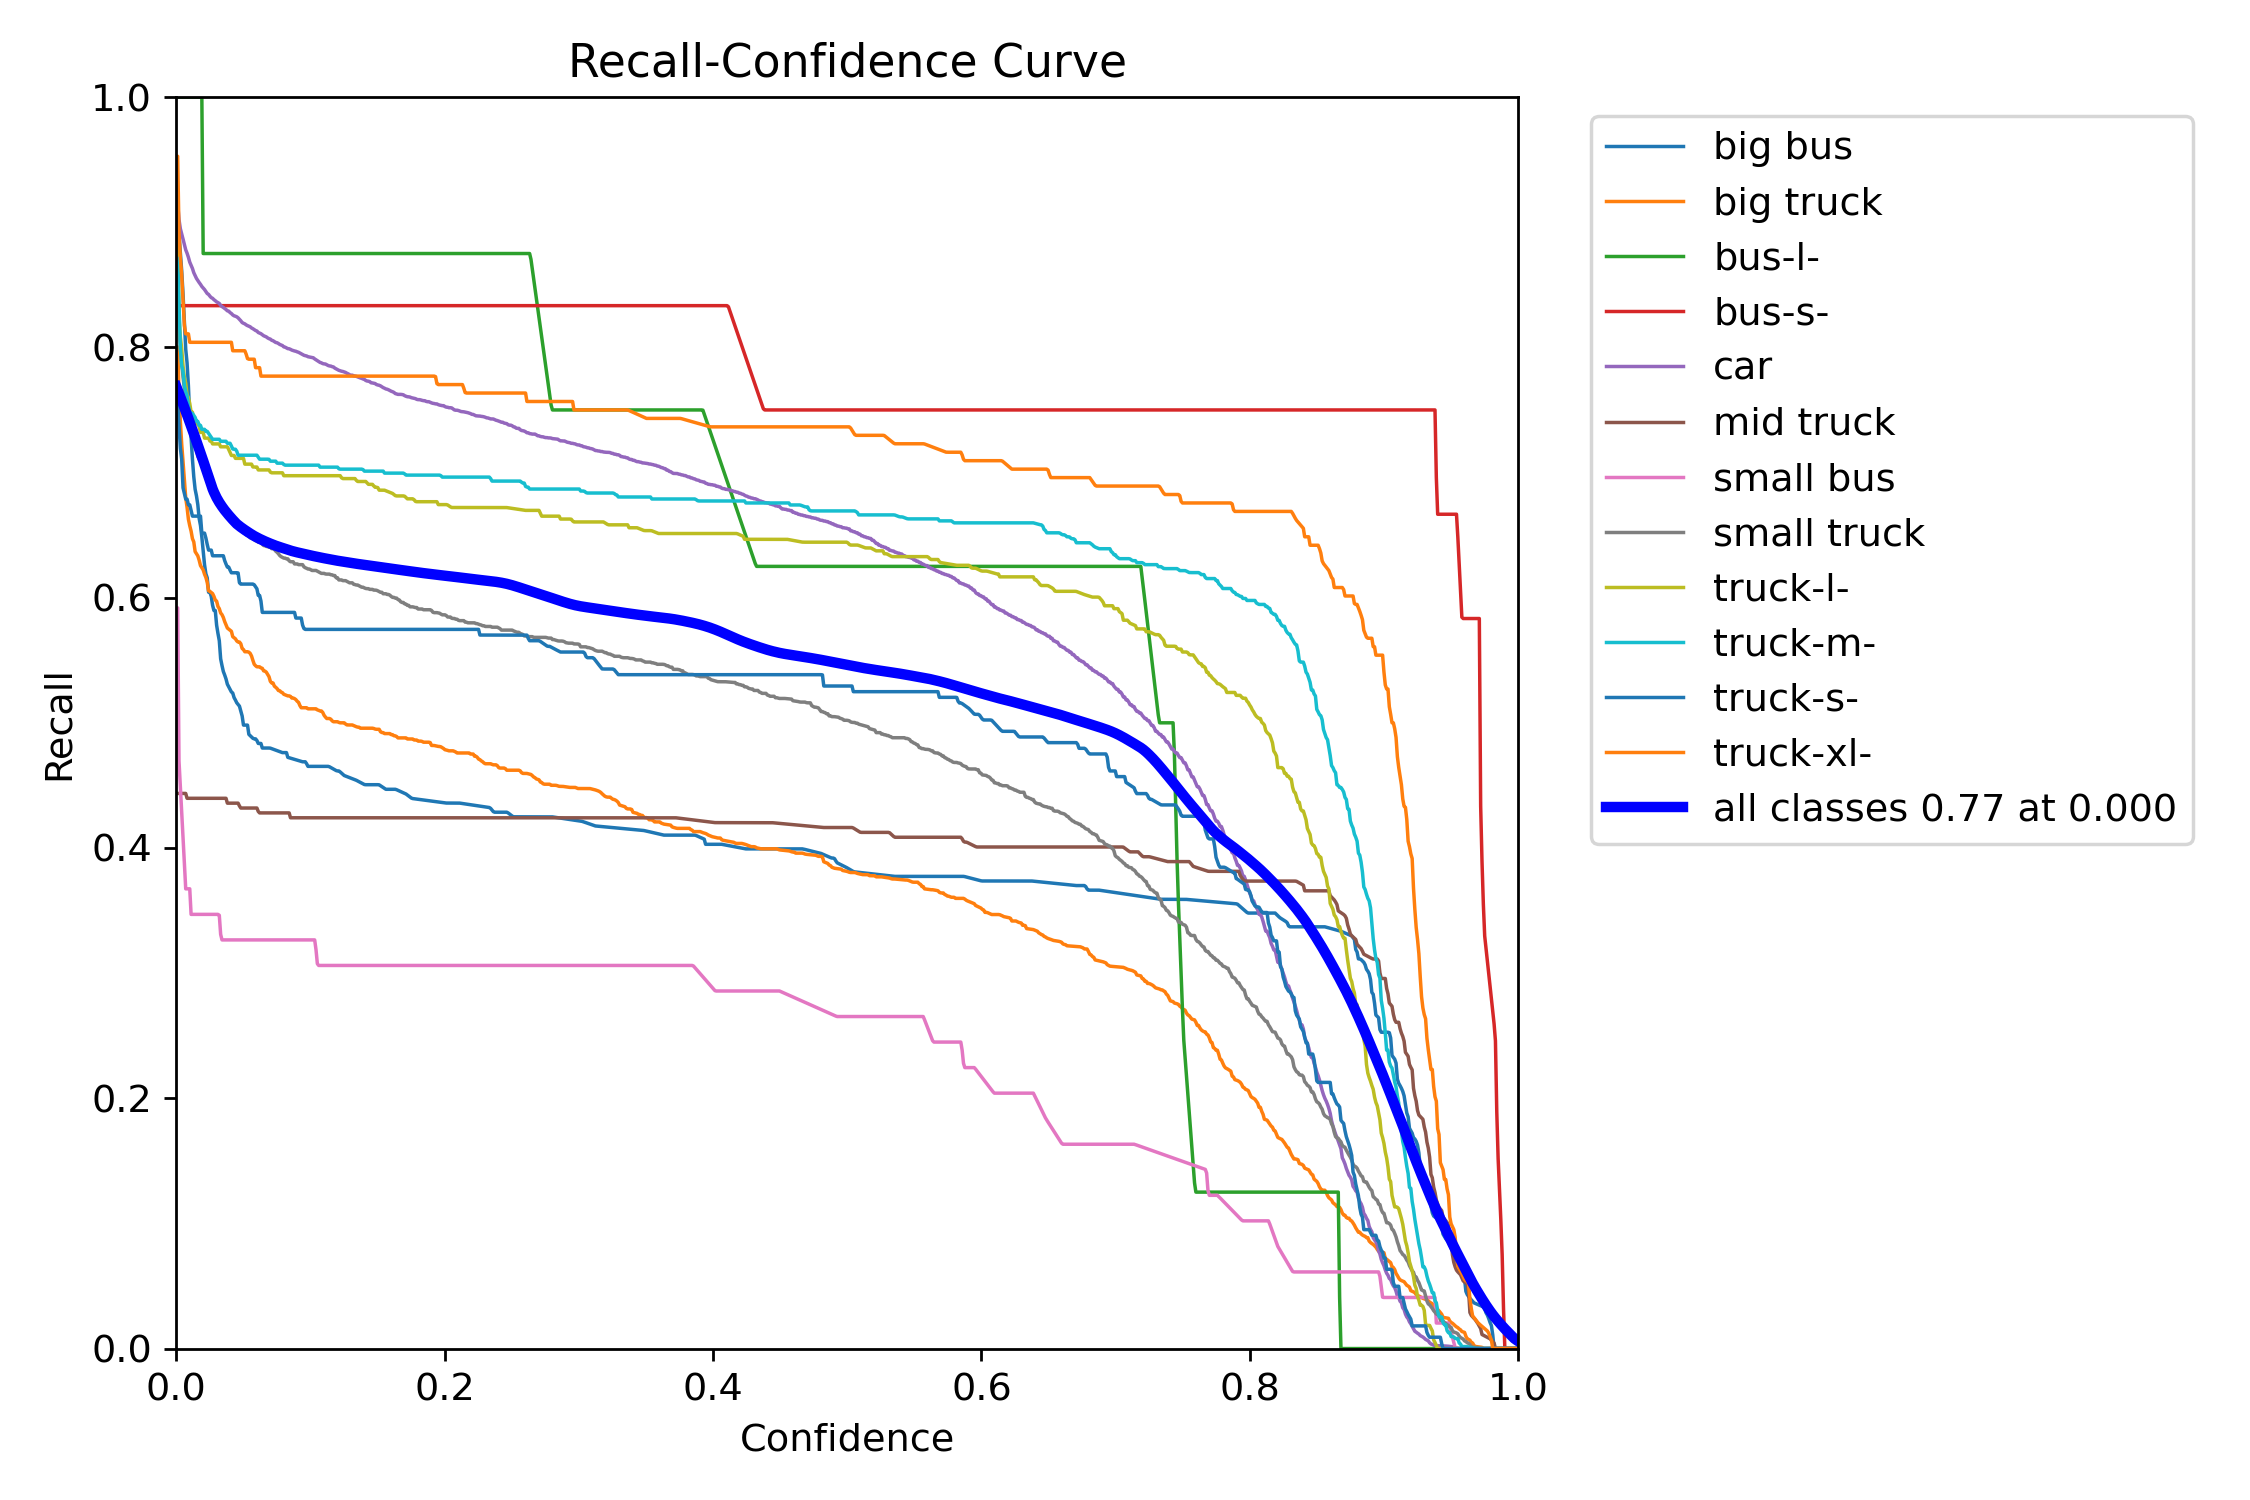 Recall-Confidence Curve
1.0
0.8
0.6
0.4
0.2
0.0
Recall
0.0 0.2 0.4 0.6 0.8 1.0
Confidence
big bus
big truck
bus-l-
bus-s-
car
mid truck
small bus
small truck
truck-l-
truck-m-
truck-s-
truck-xl-
all classes 0.77 at 0.000